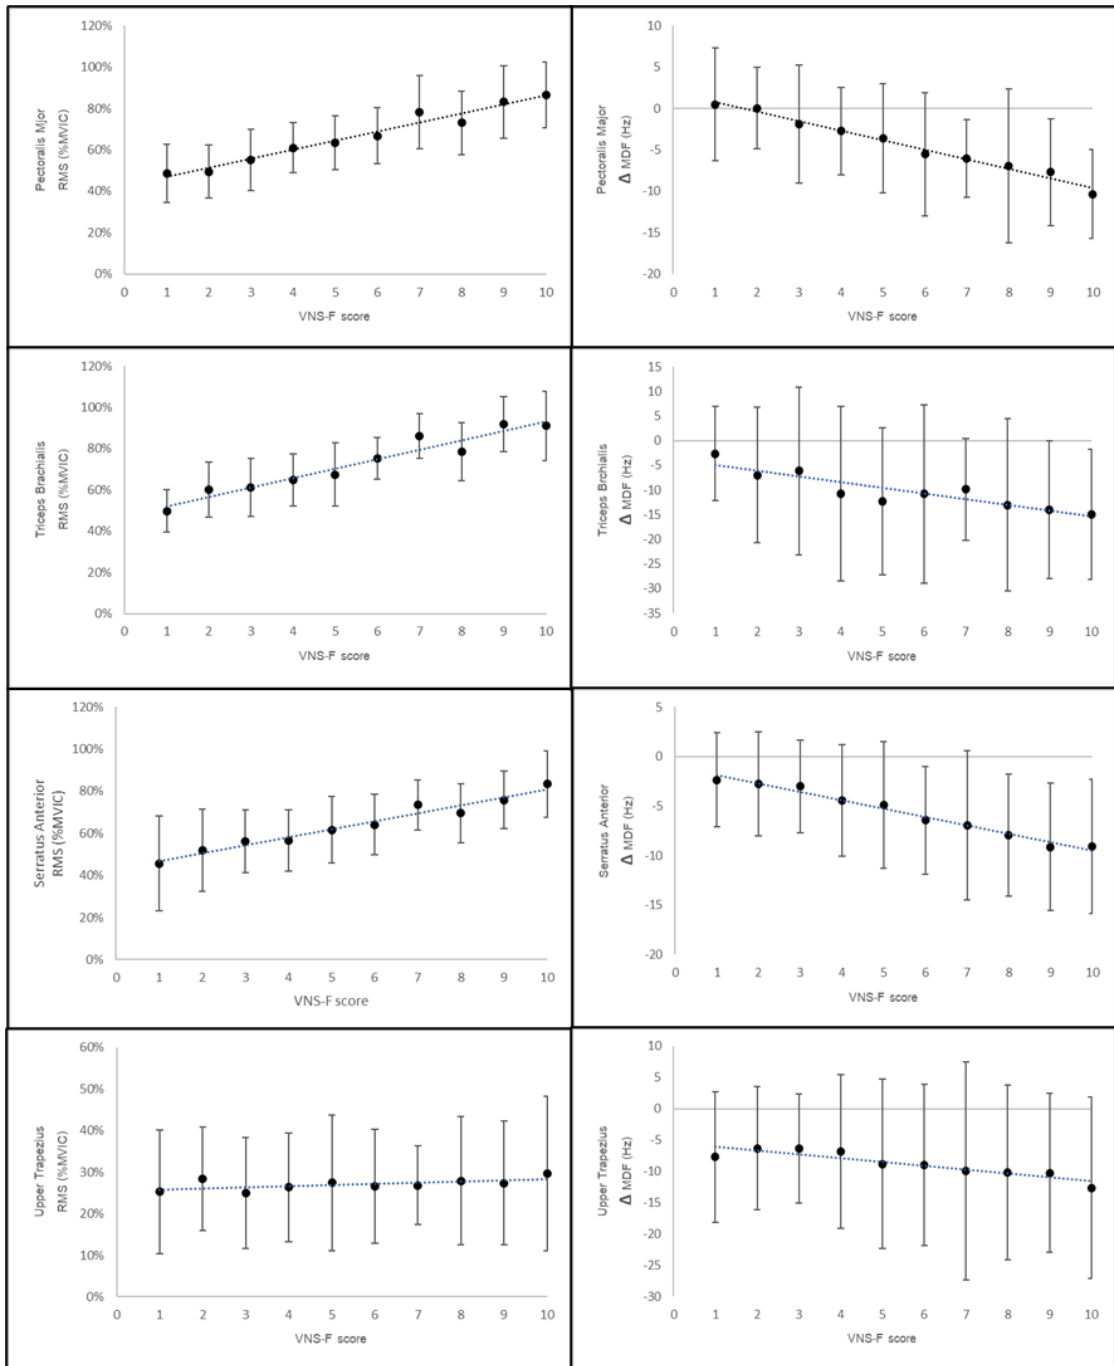 Pectoralis Mjor
RMS (%MVIC)
120%
100%
80%
60%
40%
20%
0%
0 1 2 3 4 5 6 7 8 9 10
VNS-F score
Pectoralis Major
Δ MDF (Hz)
10
5
0
-5
-10
-15
-20
0 1 2 3 4 5 6 7 8 9 10
VNS-F score
Triceps Brachialis
RMS (%MVIC)
120%
100%
80%
60%
40%
20%
0%
0 1 2 3 4 5 6 7 8 9 10
VNS-F score
Triceps Brchialis
Δ MDF (Hz)
15
10
5
0
-5
-10
-15
-20
-25
-30
-35
0 1 2 3 4 5 6 7 8 9 10
VNS-F score
Serratus Anterior
RMS (%MVIC)
120%
100%
80%
60%
40%
20%
0%
0 1 2 3 4 5 6 7 8 9 10
VNS-F score
Serratus Anterior
Δ MDF (Hz)
5
0
-5
-10
-15
-20
0 1 2 3 4 5 6 7 8 9 10
VNS-F score
Upper Trapezius
RMS (%MVIC)
60%
50%
40%
30%
20%
10%
0%
0 1 2 3 4 5 6 7 8 9 10
VNS-F score
Upper Trapezius
Δ MDF (Hz)
10
5
0
-5
-10
-15
-20
-25
-30
0 1 2 3 4 5 6 7 8 9 10
VNS-F score